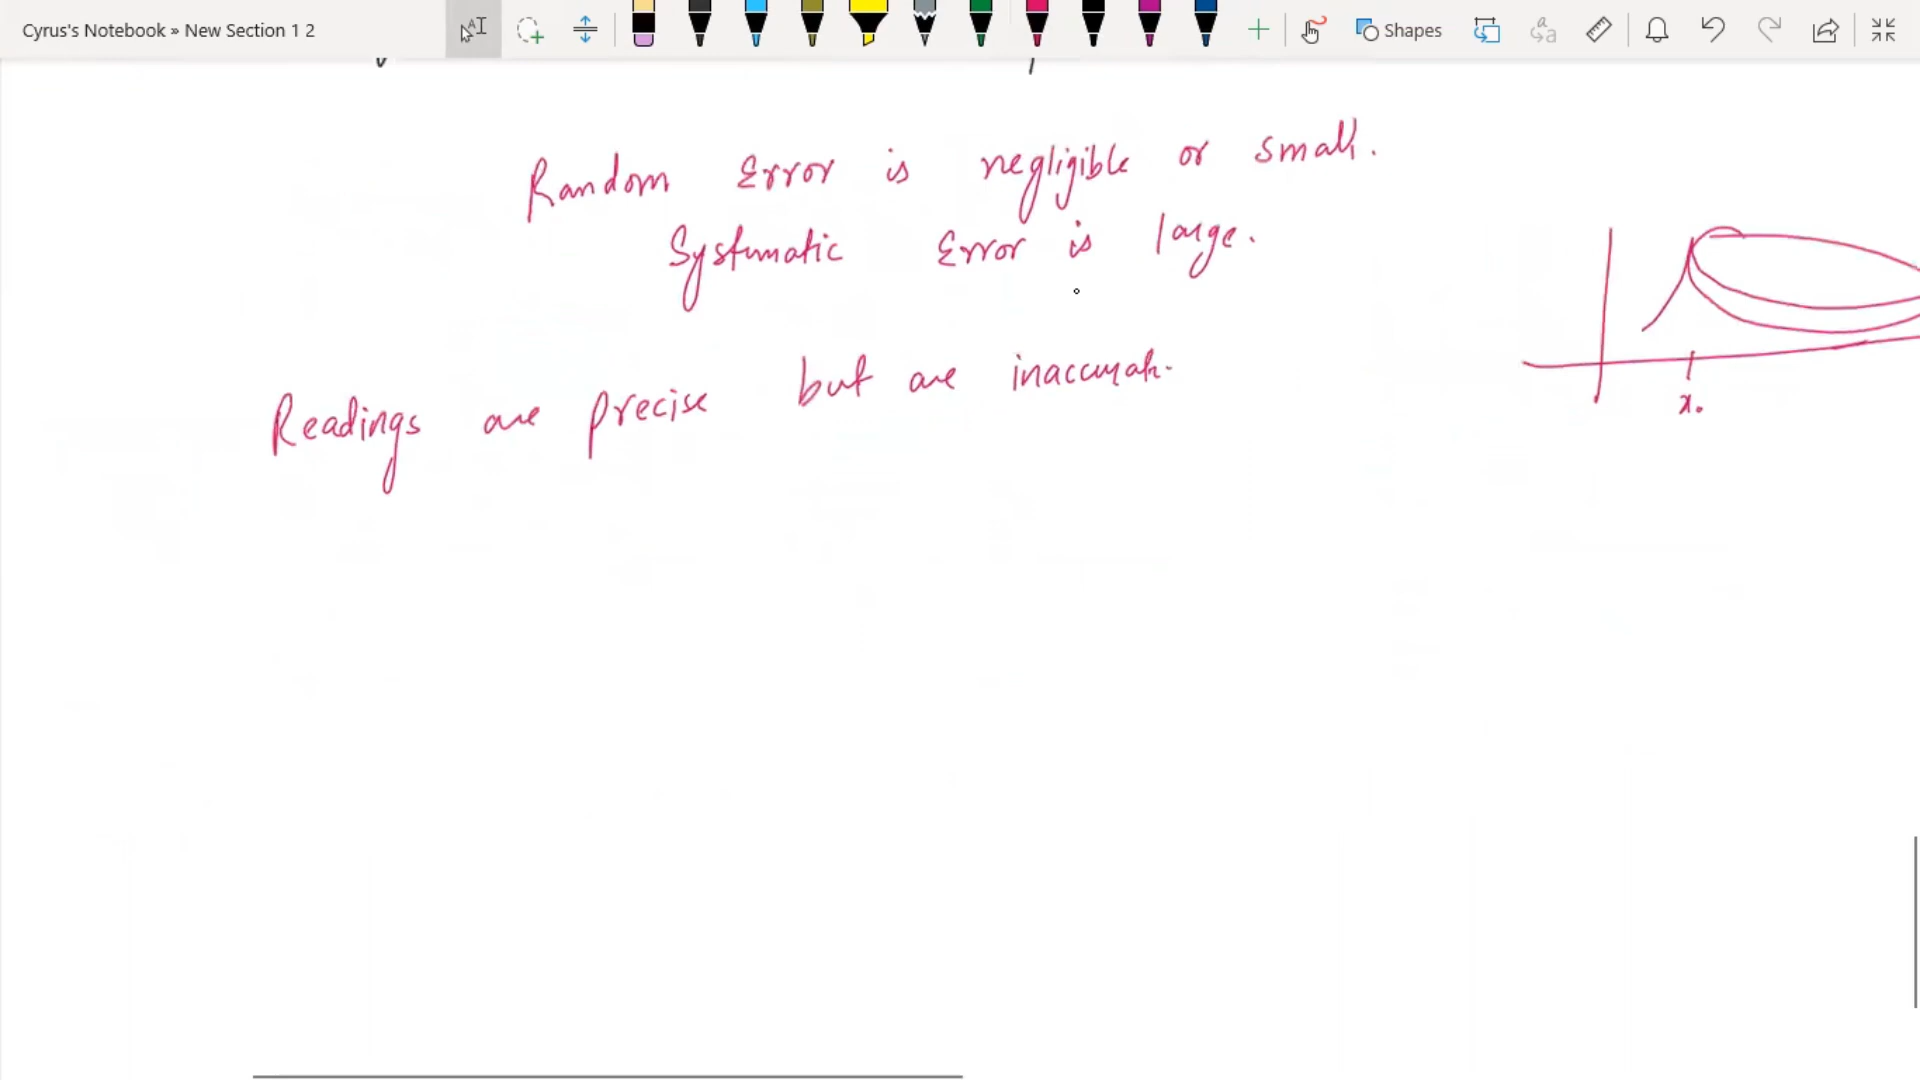 Cyrus's Notebook » New Section 1 2
Shapes
Random Error is negligible or small.
Systematic Error is large.
Readings are precise but are inaccurate.
x₀